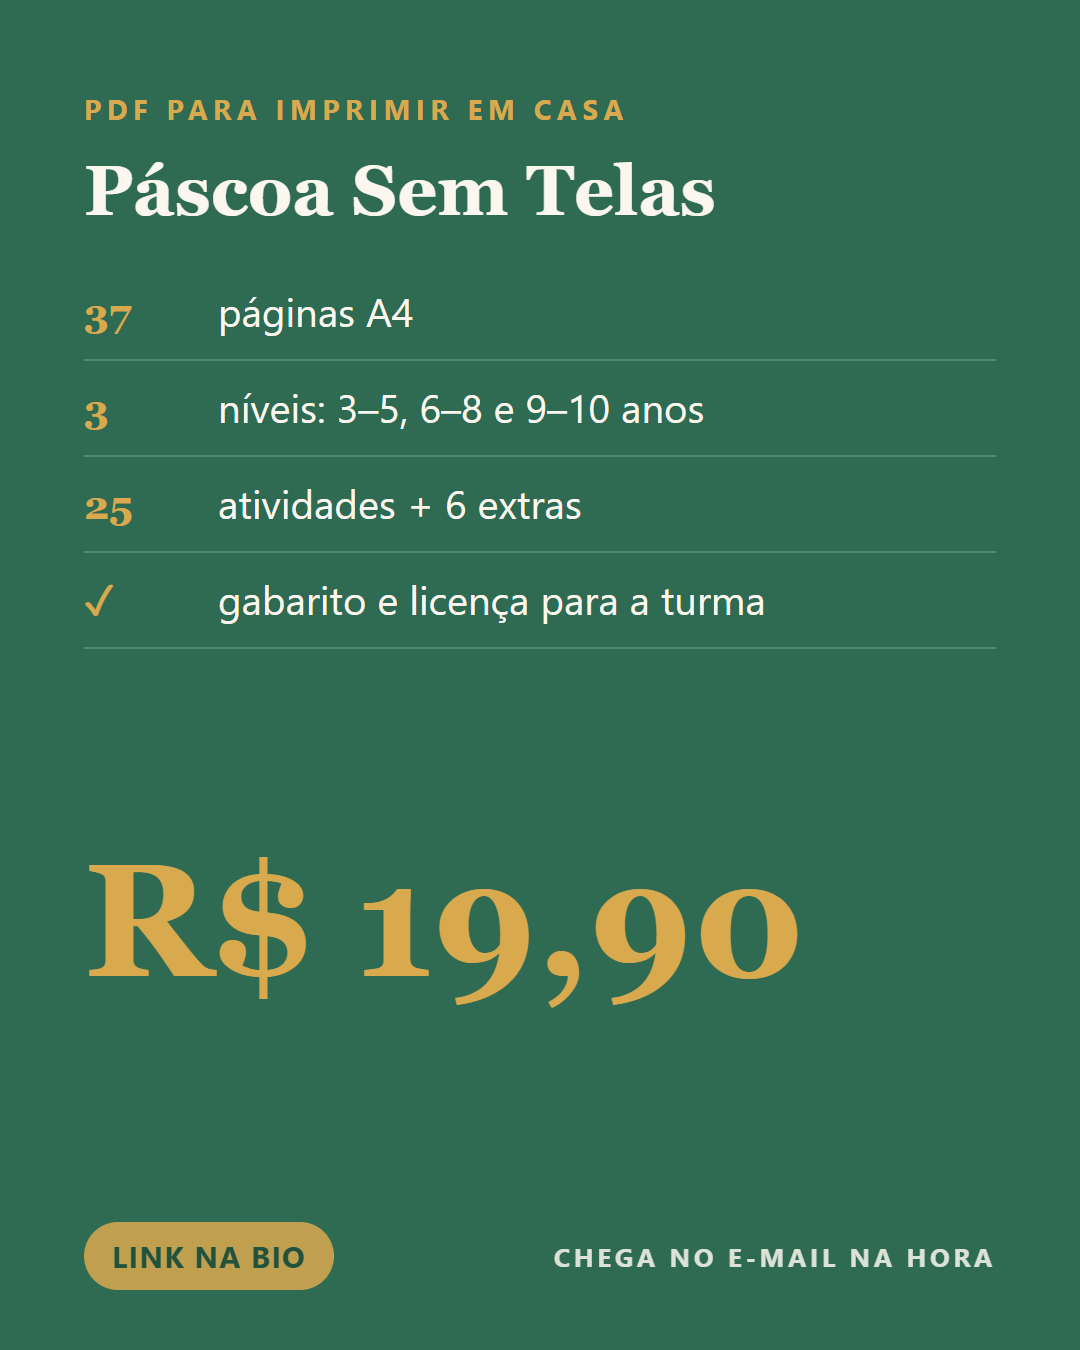 PDF PARA IMPRIMIR EM CASA
Páscoa Sem Telas
37 páginas A4
3 níveis: 3–5, 6–8 e 9–10 anos
25 atividades + 6 extras
✓ gabarito e licença para a turma
R$ 19,90
LINK NA BIO
CHEGA NO E-MAIL NA HORA